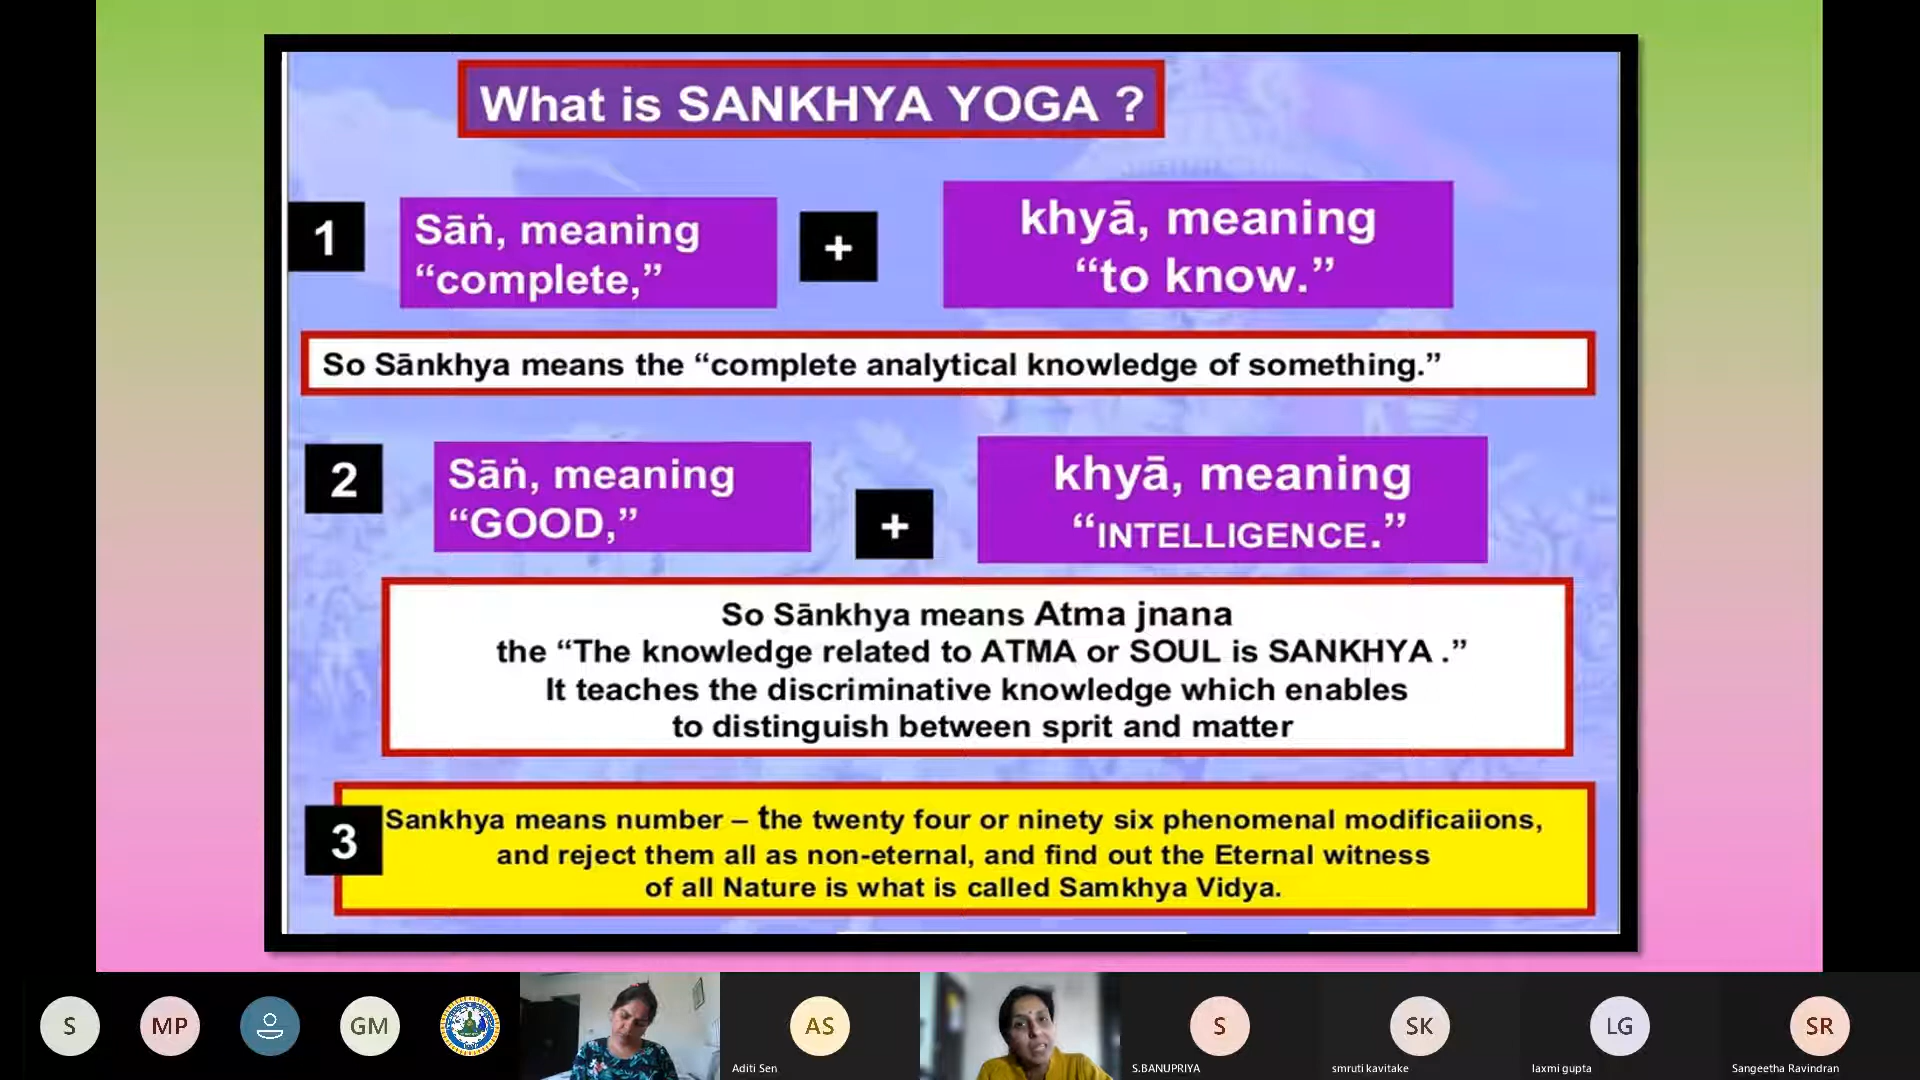 What is SANKHYA YOGA ?
1
Sāṅ, meaning
“complete,”
+
khyā, meaning
“to know.”
So Sānkhya means the “complete analytical knowledge of something.”
2
Sāṅ, meaning
“GOOD,”
+
khyā, meaning
“INTELLIGENCE.”
So Sānkhya means Atma jnana
the “The knowledge related to ATMA or SOUL is SANKHYA .”
It teaches the discriminative knowledge which enables
to distinguish between sprit and matter
3
Sankhya means number – the twenty four or ninety six phenomenal modificaiions,
and reject them all as non-eternal, and find out the Eternal witness
of all Nature is what is called Samkhya Vidya.
S
MP
GM
AS
Aditi Sen
S
S.BANUPRIYA
SK
smruti kavitake
LG
laxmi gupta
SR
Sangeetha Ravindran